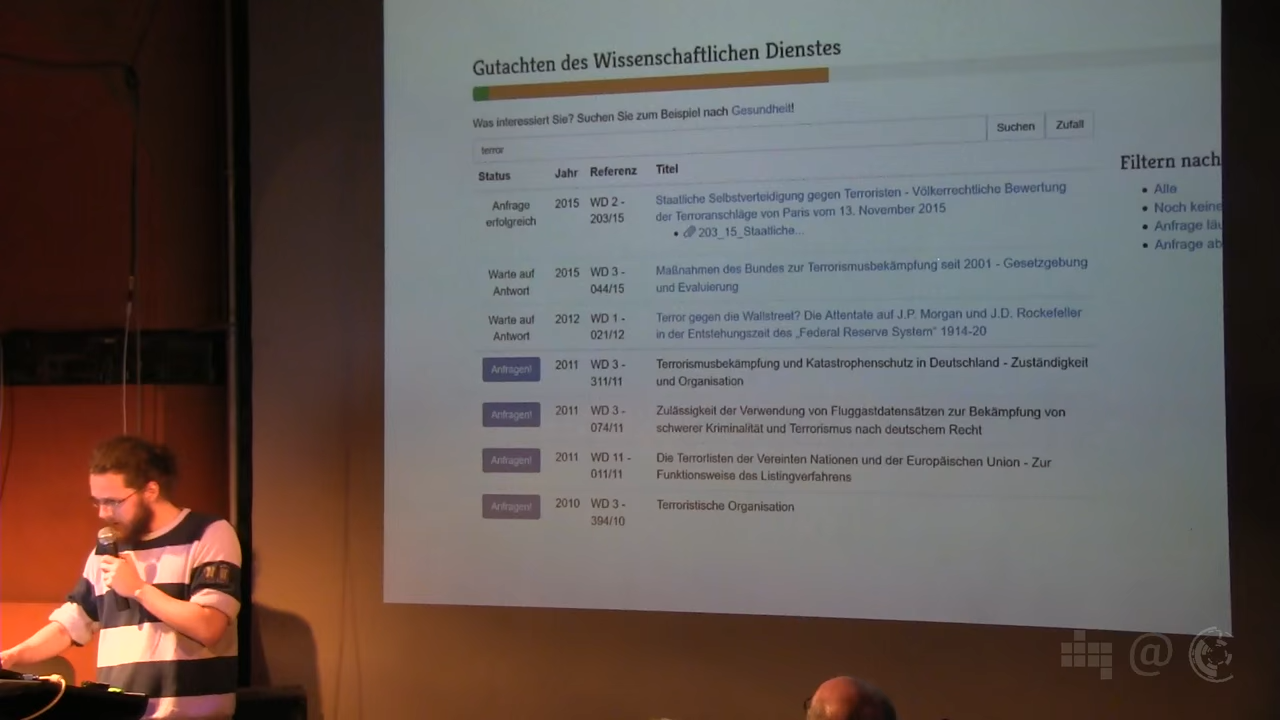 Gutachten des Wissenschaftlichen Dienstes
Was interessiert Sie? Suchen Sie zum Beispiel nach Gesundheit!
terror
Suchen
Zufall
Status
Jahr
Referenz
Titel
Anfrage
erfolgreich
2015
WD 2 -
203/15
Staatliche Selbstverteidigung gegen Terroristen - Völkerrechtliche Bewertung
der Terroranschläge von Paris vom 13. November 2015
203_15_Staatliche...
Warte auf
Antwort
2015
WD 3 -
044/15
Maßnahmen des Bundes zur Terrorismusbekämpfung seit 2001 - Gesetzgebung
und Evaluierung
Warte auf
Antwort
2012
WD 1 -
021/12
Terror gegen die Wallstreet? Die Attentate auf J.P. Morgan und J.D. Rockefeller
in der Entstehungszeit des „Federal Reserve System" 1914-20
Anfragen!
2011
WD 3 -
311/11
Terrorismusbekämpfung und Katastrophenschutz in Deutschland - Zuständigkeit
und Organisation
Anfragen!
2011
WD 3 -
074/11
Zulässigkeit der Verwendung von Fluggastdatensätzen zur Bekämpfung von
schwerer Kriminalität und Terrorismus nach deutschem Recht
Anfragen!
2011
WD 11 -
011/11
Die Terrorlisten der Vereinten Nationen und der Europäischen Union - Zur
Funktionsweise des Listingverfahrens
Anfragen!
2010
WD 3 -
394/10
Terroristische Organisation
Filtern nach
Alle
Noch keine
Anfrage läu
Anfrage ab
@